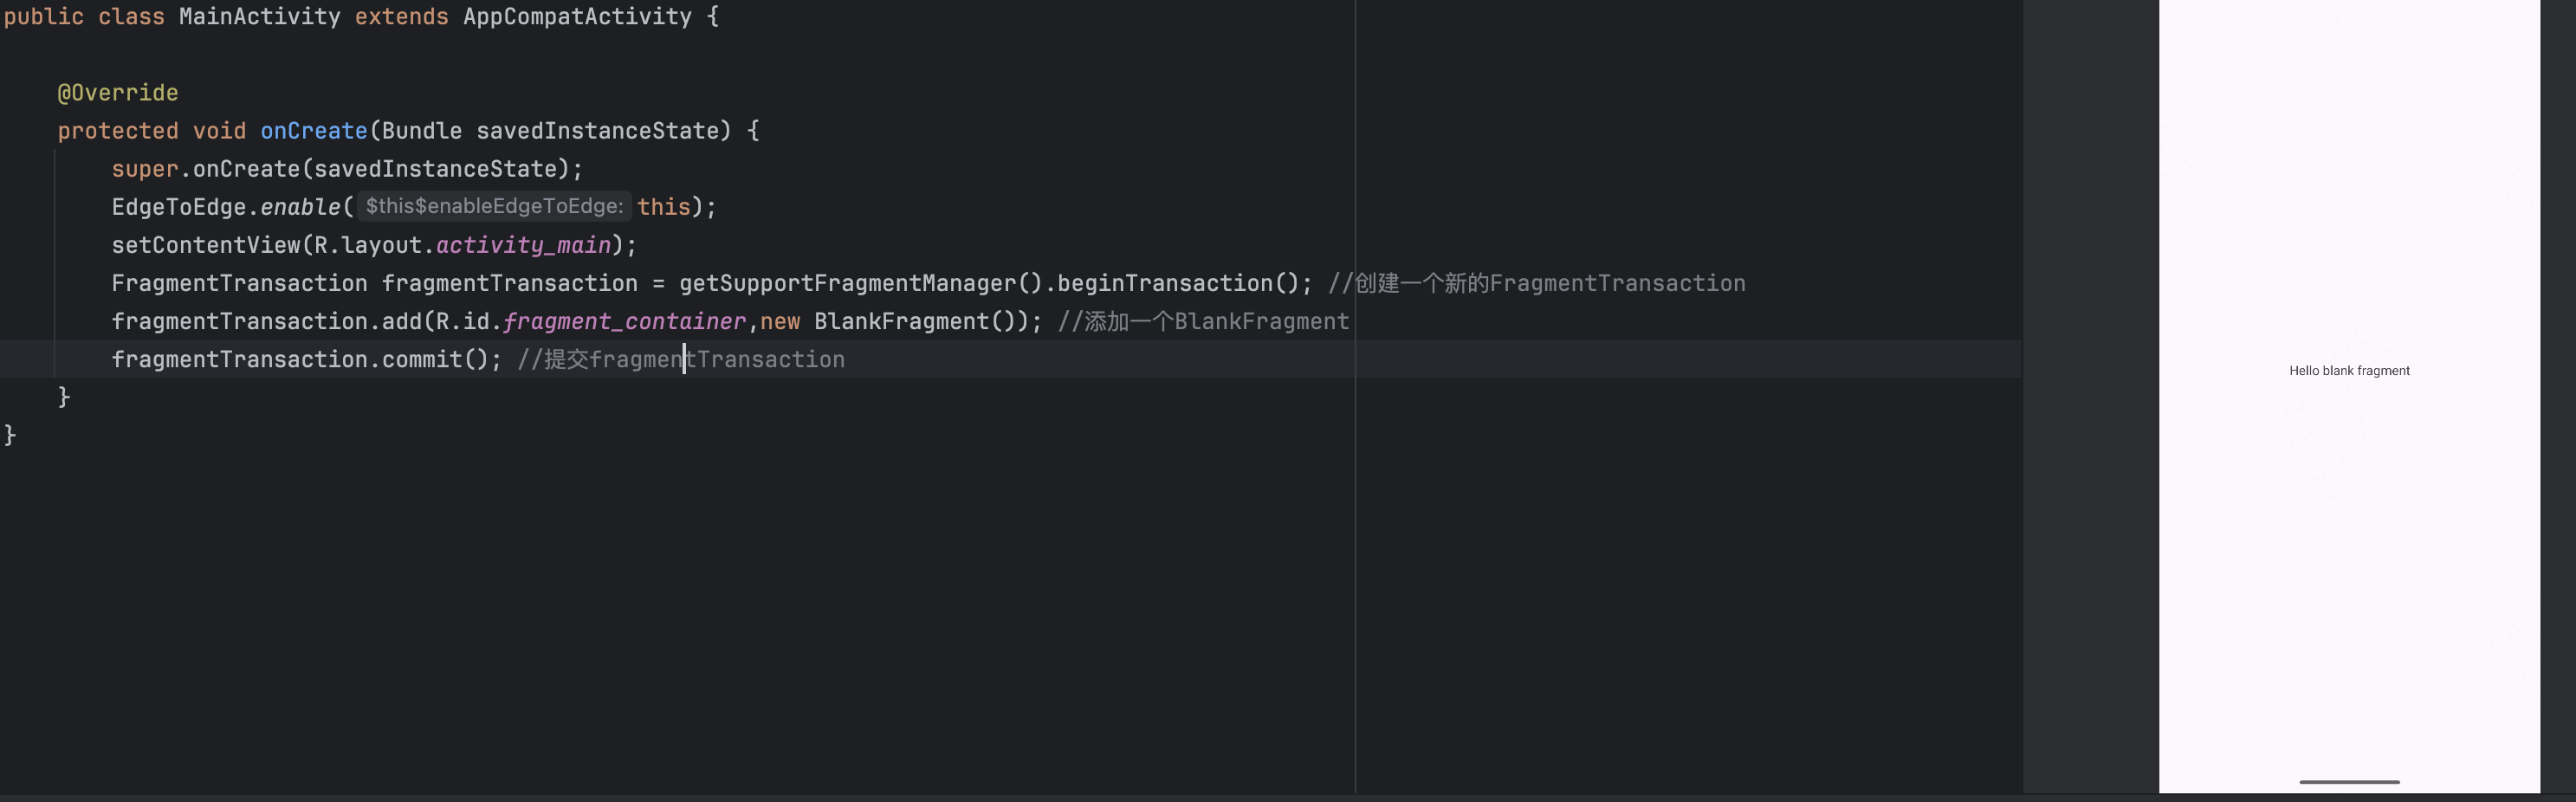 public class MainActivity extends AppCompatActivity {
@Override
protected void onCreate(Bundle savedInstanceState) {
super.onCreate(savedInstanceState);
EdgeToEdge.enable( $this$enableEdgeToEdge: this);
setContentView(R.layout.activity_main);
FragmentTransaction fragmentTransaction = getSupportFragmentManager().beginTransaction(); //创建一个新的FragmentTransaction
fragmentTransaction.add(R.id.fragment_container,new BlankFragment()); //添加一个BlankFragment
fragmentTransaction.commit(); //提交fragmentTransaction
}
}
Hello blank fragment